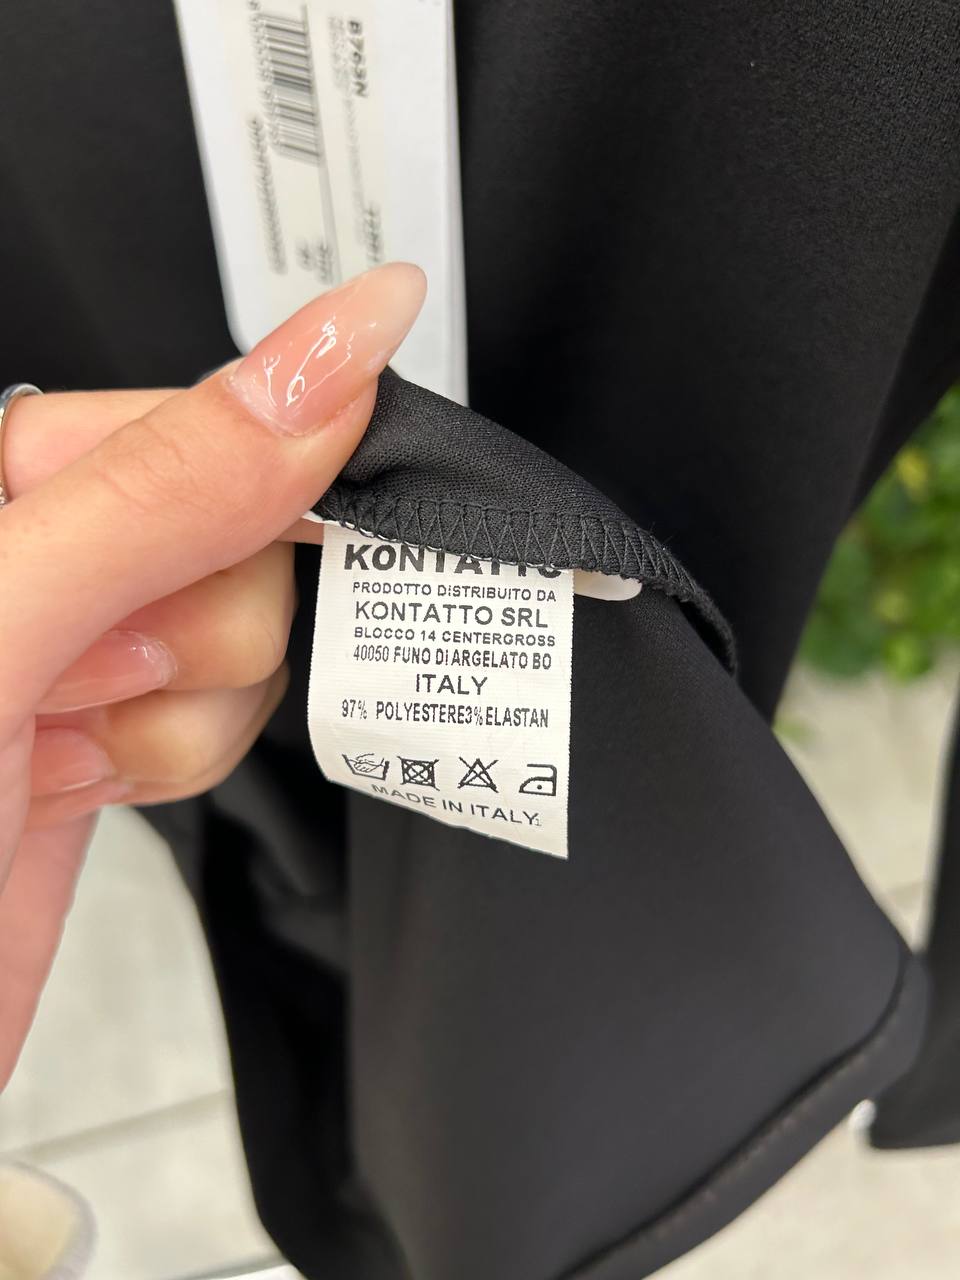 B763N
KONTATTO
PRODOTTO DISTRIBUITO DA
KONTATTO SRL
BLOCCO 14 CENTERGROSS
40050 FUNO DI ARGELATO BO
ITALY
97% POLYESTERE3%ELASTAN
MADE IN ITALY